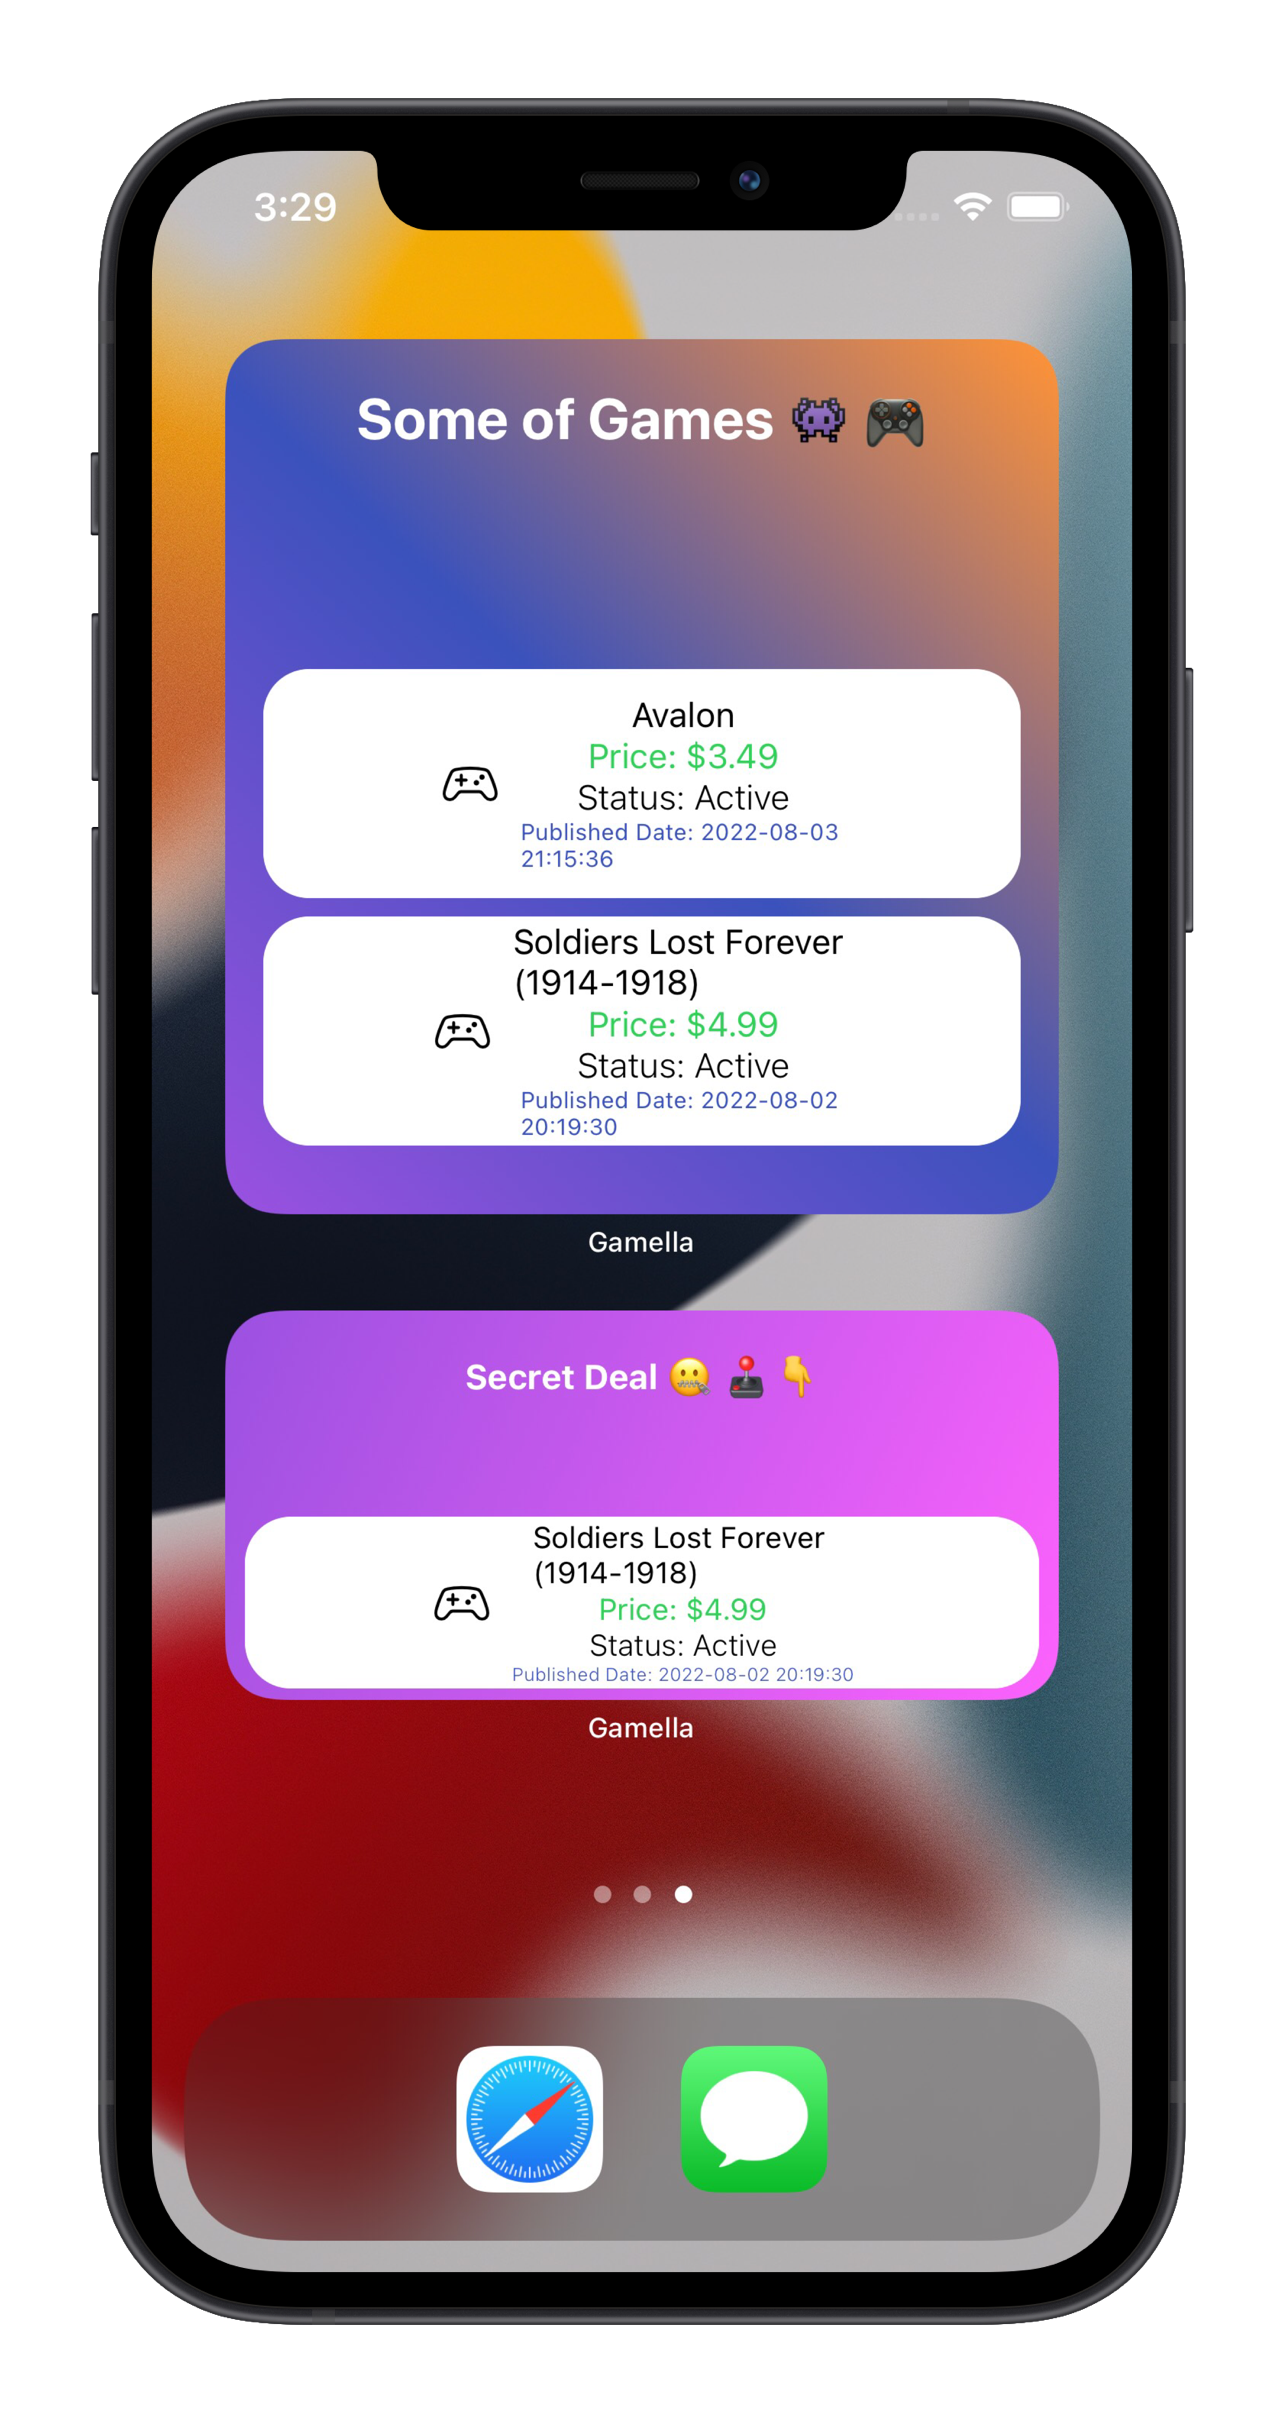 3:29
Some of Games 👾 🎮
Avalon
Price: $3.49
Status: Active
Published Date: 2022-08-03
21:15:36
Soldiers Lost Forever
(1914-1918)
Price: $4.99
Status: Active
Published Date: 2022-08-02
20:19:30
Gamella
Secret Deal 🤐 🕹 👇
Soldiers Lost Forever
(1914-1918)
Price: $4.99
Status: Active
Published Date: 2022-08-02 20:19:30
Gamella